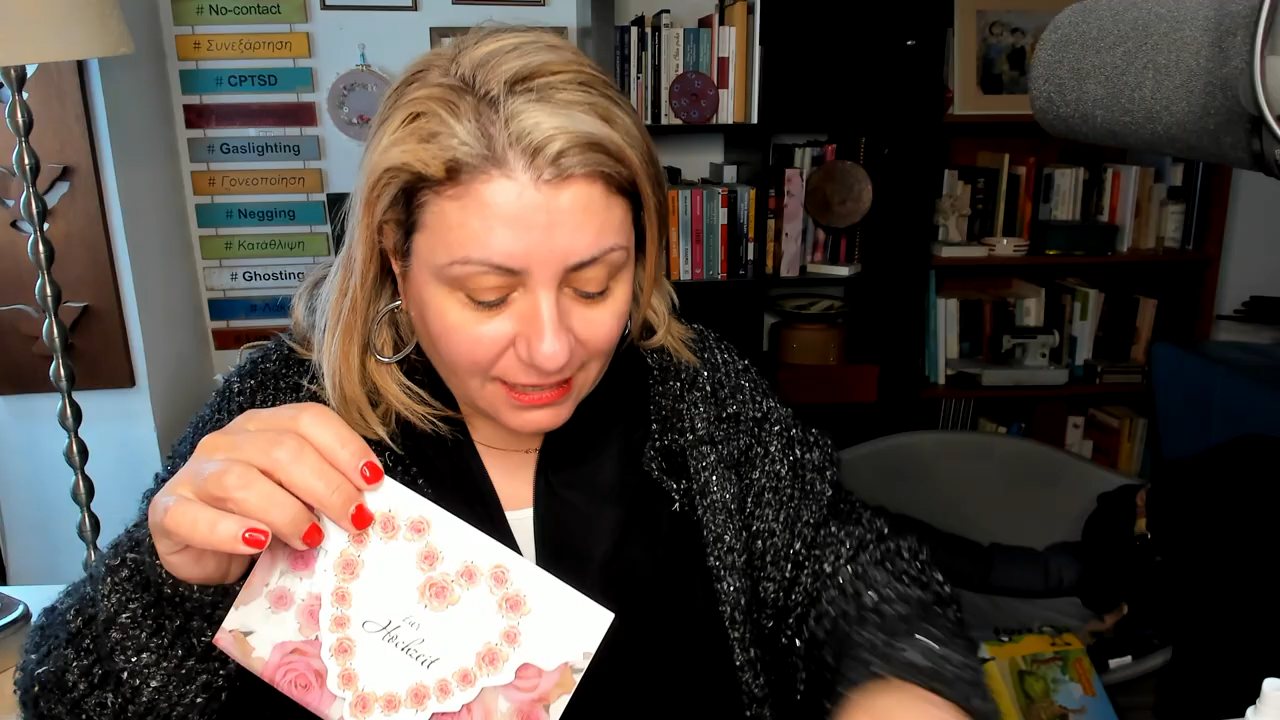 # No-contact
# Συνεξάρτηση
# CPTSD
# Gaslighting
# Γονεοποίηση
# Negging
# Κατάθλιψη
# Ghosting
zur
Hochzeit